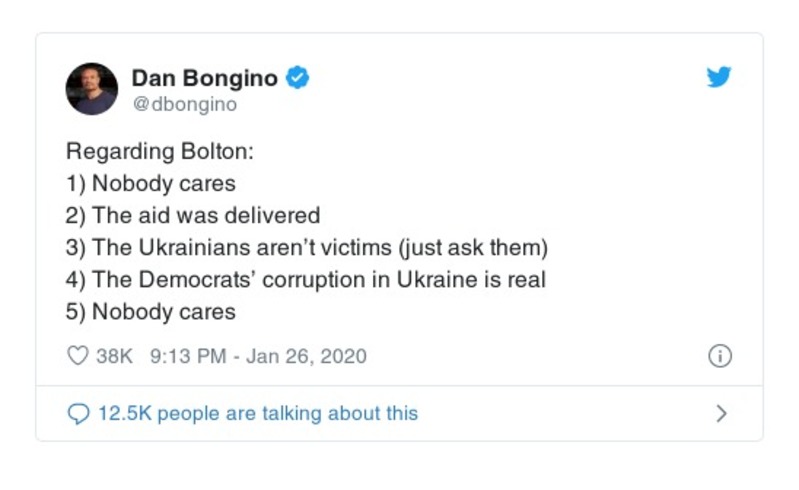 Dan Bongino
@dbongino
Regarding Bolton:
1) Nobody cares
2) The aid was delivered
3) The Ukrainians aren’t victims (just ask them)
4) The Democrats’ corruption in Ukraine is real
5) Nobody cares
38K 9:13 PM - Jan 26, 2020
12.5K people are talking about this